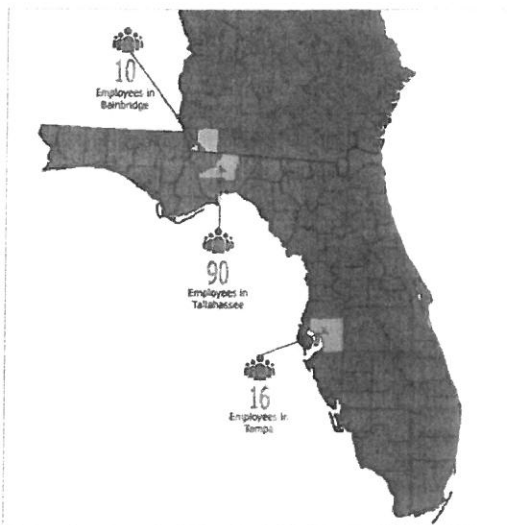 10
Employees in
Bainbridge
90
Employees in
Tallahassee
16
Employees in
Tampa